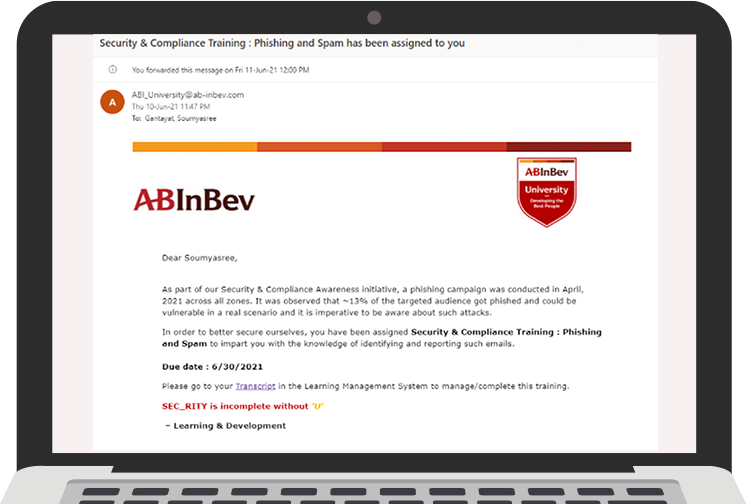 Security & Compliance Training : Phishing and Spam has been assigned to you
You forwarded this message on Fri 11-Jun-21 12:00 PM
A
ABI_University@ab-inbev.com
Thu 10-Jun-21 11:47 PM
To: Gantayat, Soumyasree
ABInBev
ABInBev
University
Developing the
Best People
Dear Soumyasree,
As part of our Security & Compliance Awareness initiative, a phishing campaign was conducted in April,
2021 across all zones. It was observed that ~13% of the targeted audience got phished and could be
vulnerable in a real scenario and it is imperative to be aware about such attacks.
In order to better secure ourselves, you have been assigned Security & Compliance Training : Phishing
and Spam to impart you with the knowledge of identifying and reporting such emails.
Due date : 6/30/2021
Please go to your Transcript in the Learning Management System to manage/complete this training.
SEC_RITY is incomplete without 'U'
– Learning & Development